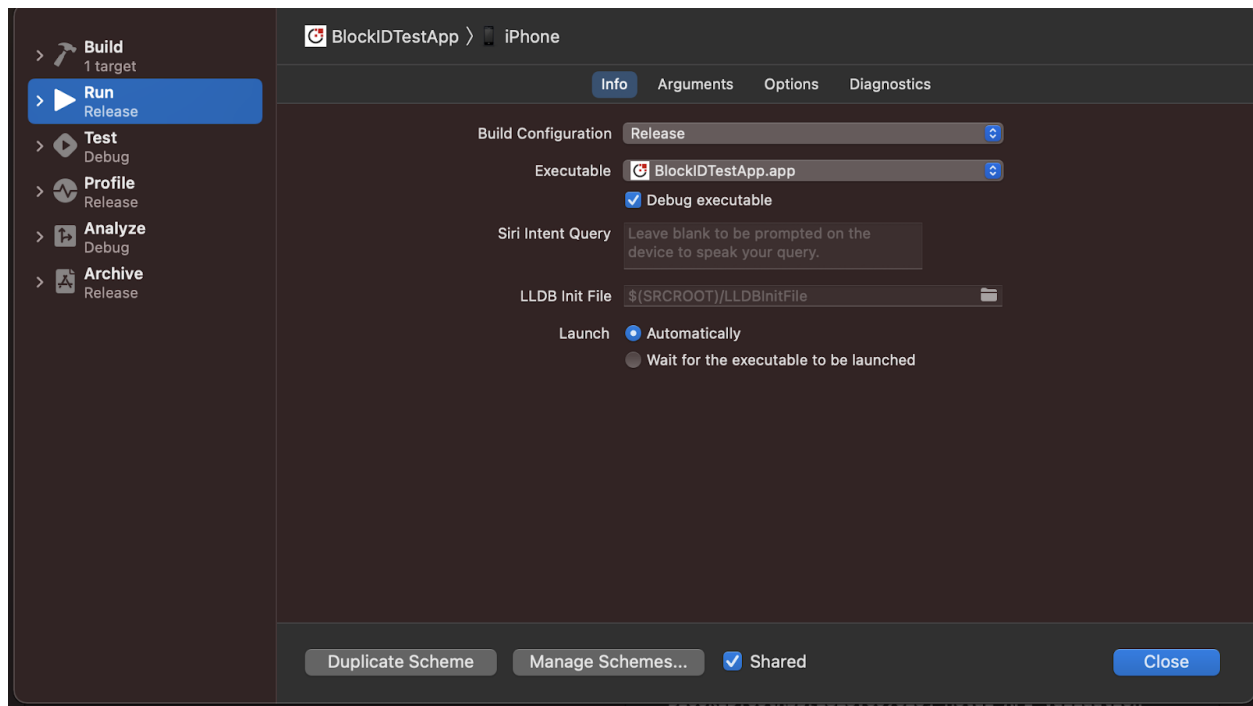 Build
1 target
Run
Release
Test
Debug
Profile
Release
Analyze
Debug
Archive
Release
BlockIDTestApp 〉 iPhone
Info Arguments Options Diagnostics
Build Configuration Release
Executable BlockIDTestApp.app
Debug executable
Siri Intent Query Leave blank to be prompted on the
device to speak your query.
LLDB Init File $(SRCROOT)/LLDBInitFile
Launch Automatically
Wait for the executable to be launched
Duplicate Scheme Manage Schemes... Shared Close